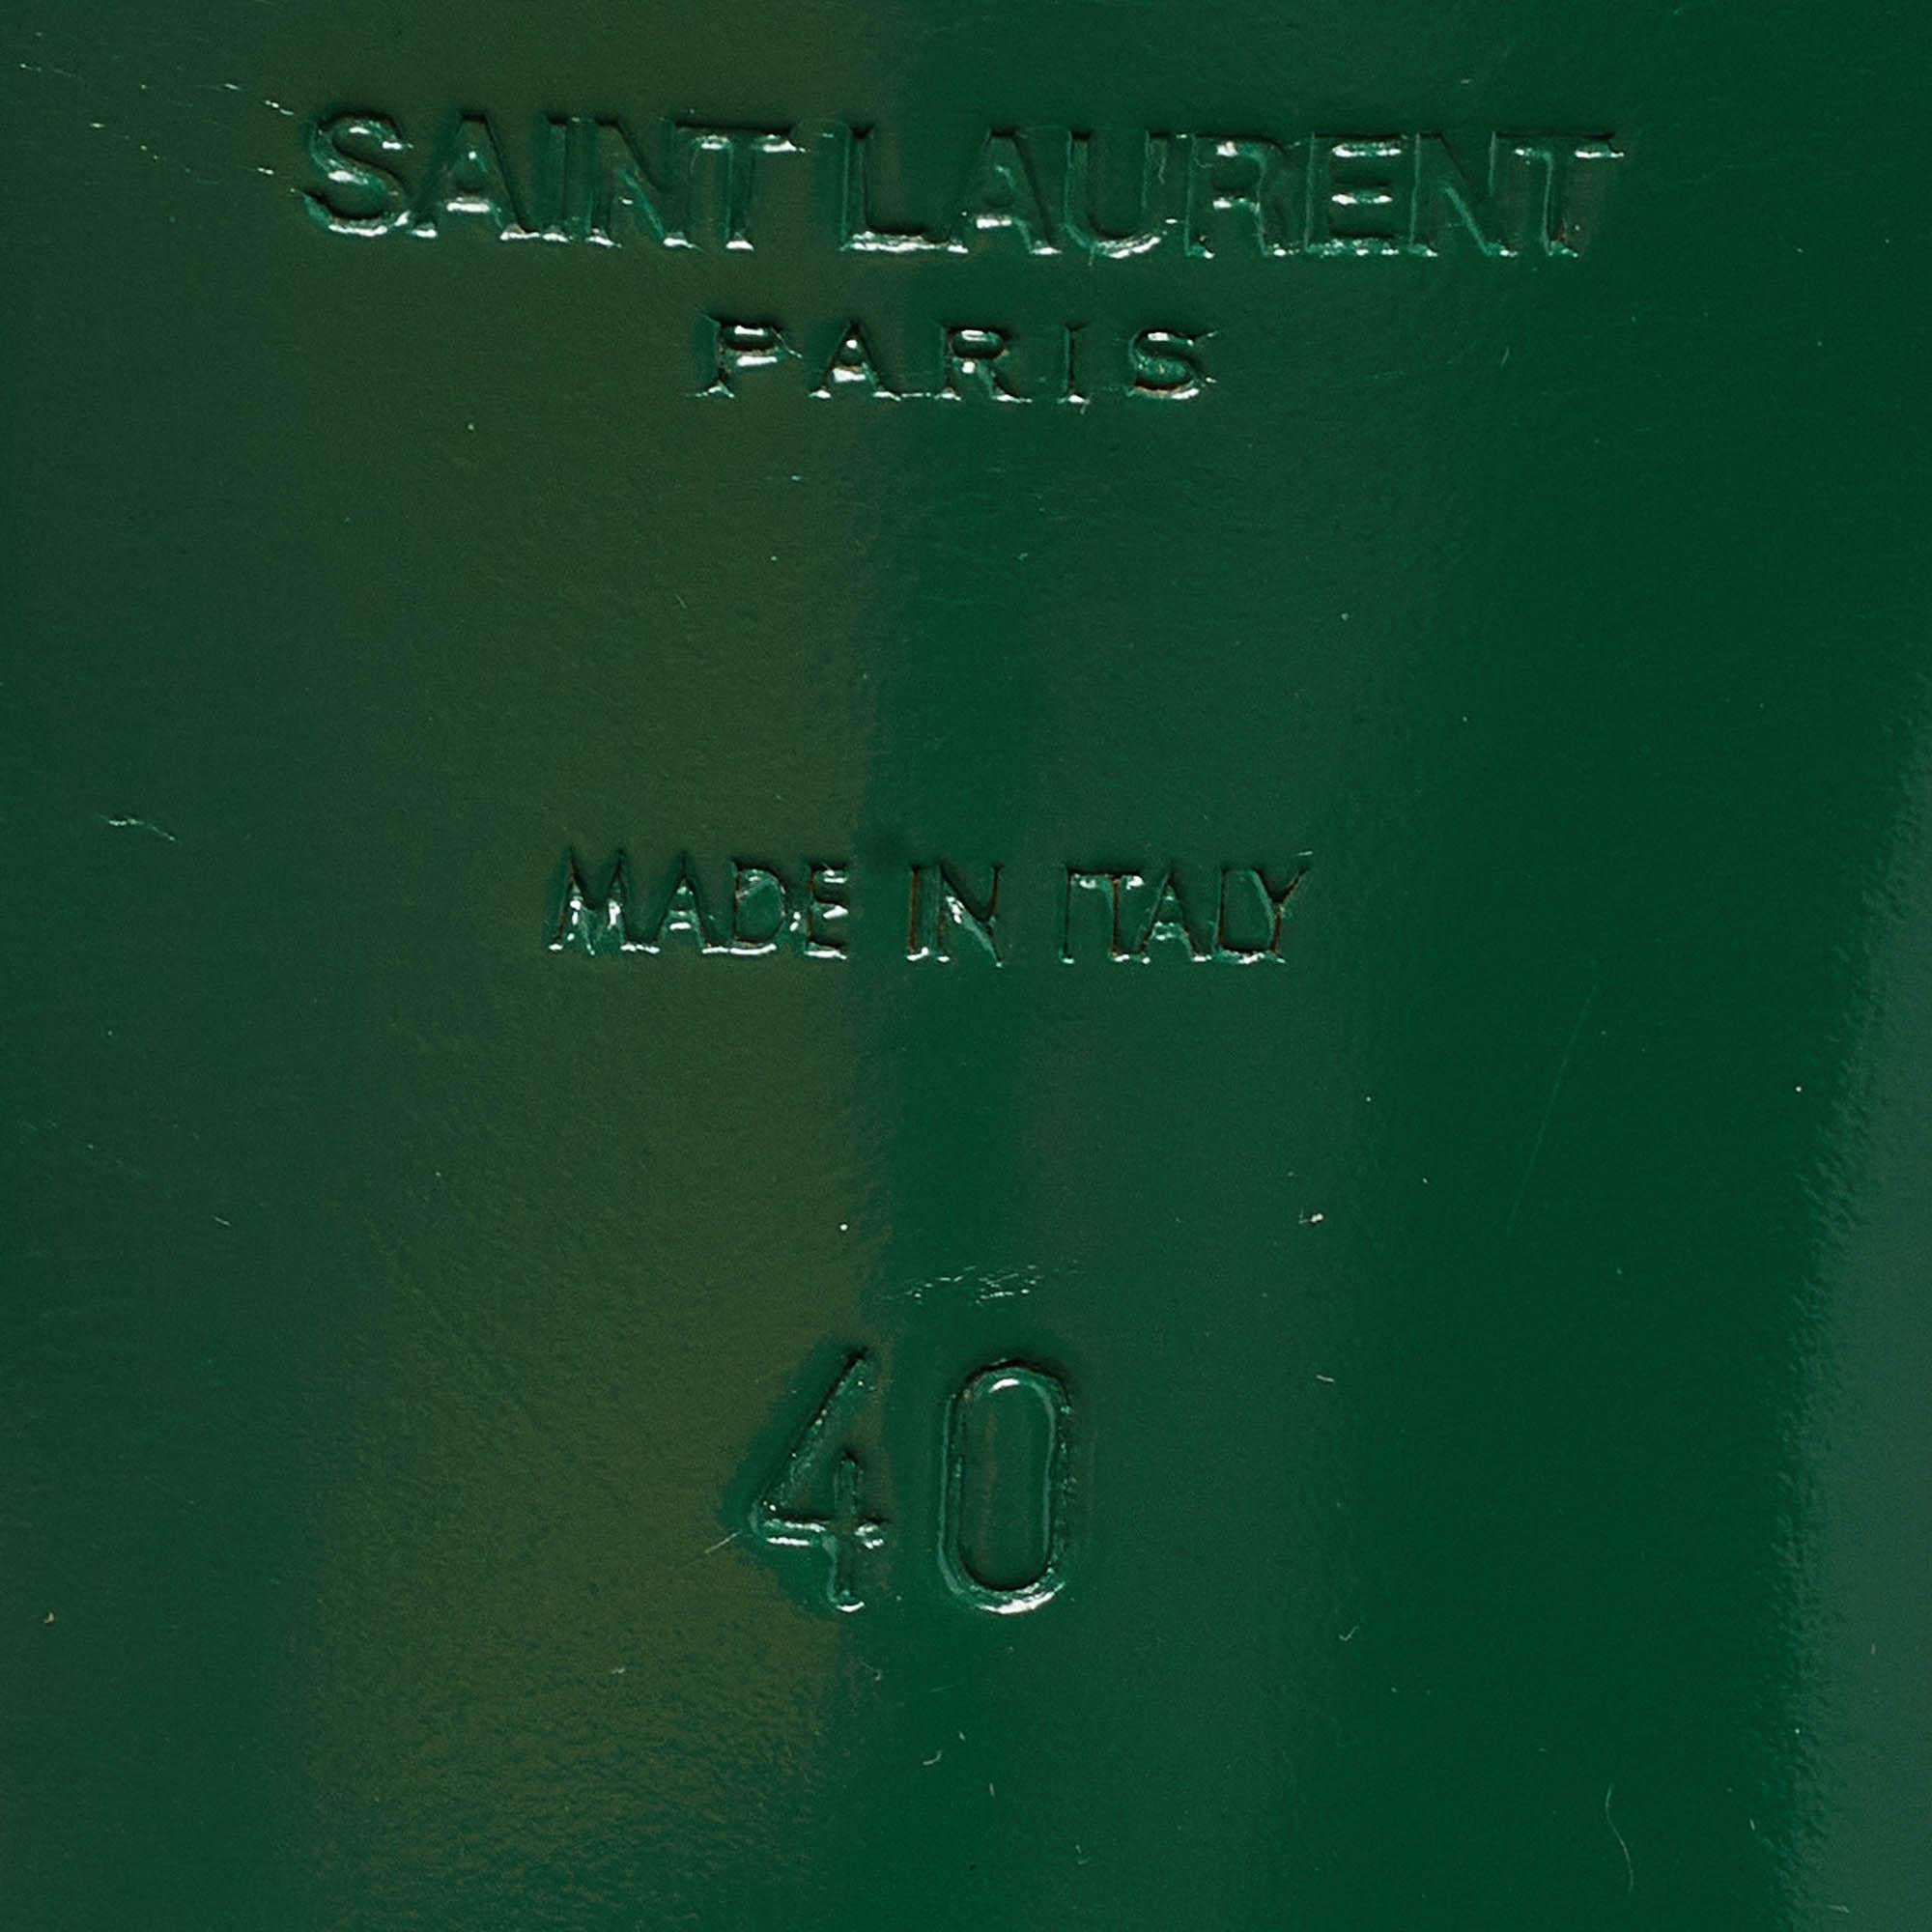 SAINT LAURENT
PARIS
MADE IN ITALY
40